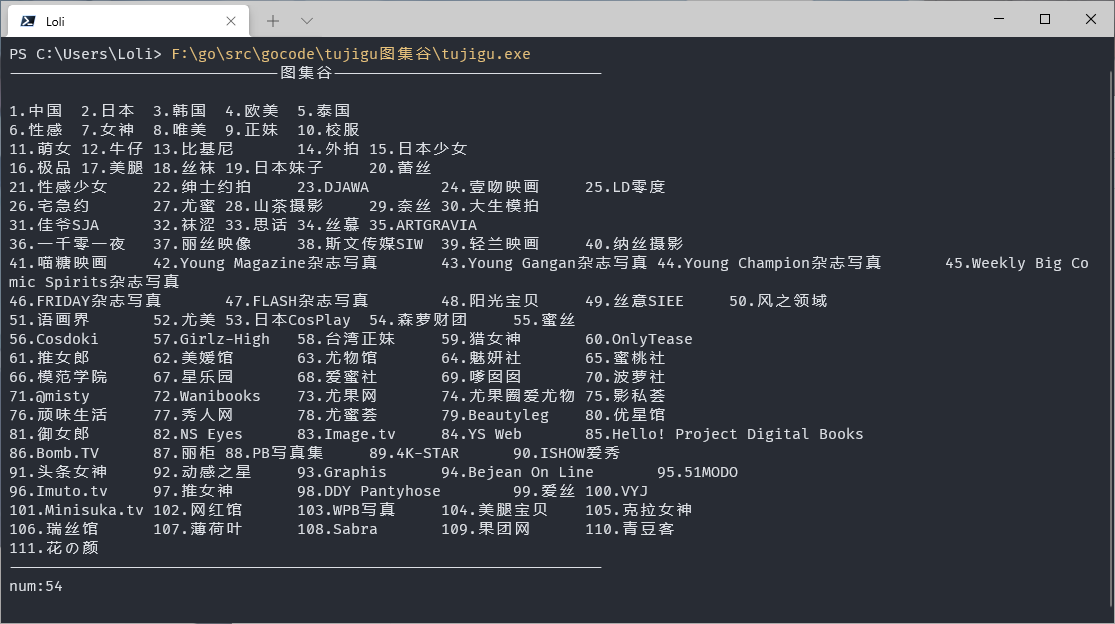 Loli
PS C:\Users\Loli> F:\go\src\gocode\tujigu图集谷\tujigu.exe
图集谷
1.中国 2.日本 3.韩国 4.欧美 5.泰国
6.性感 7.女神 8.唯美 9.正妹 10.校服
11.萌女 12.牛仔 13.比基尼 14.外拍 15.日本少女
16.极品 17.美腿 18.丝袜 19.日本妹子 20.蕾丝
21.性感少女 22.绅士约拍 23.DJAWA 24.壹吻映画 25.LD零度
26.宅急约 27.尤蜜 28.山茶摄影 29.奈丝 30.大生模拍
31.佳爷SJA 32.袜涩 33.思话 34.丝慕 35.ARTGRAVIA
36.一千零一夜 37.丽丝映像 38.斯文传媒SIW 39.轻兰映画 40.纳丝摄影
41.喵糖映画 42.Young Magazine杂志写真 43.Young Gangan杂志写真 44.Young Champion杂志写真 45.Weekly Big Co
mic Spirits杂志写真
46.FRIDAY杂志写真 47.FLASH杂志写真 48.阳光宝贝 49.丝意SIEE 50.风之领域
51.语画界 52.尤美 53.日本CosPlay 54.森萝财团 55.蜜丝
56.Cosdoki 57.Girlz-High 58.台湾正妹 59.猎女神 60.OnlyTease
61.推女郎 62.美媛馆 63.尤物馆 64.魅妍社 65.蜜桃社
66.模范学院 67.星乐园 68.爱蜜社 69.嗲囡囡 70.菠萝社
71.@misty 72.Wanibooks 73.尤果网 74.尤果圈爱尤物 75.影私荟
76.顽味生活 77.秀人网 78.尤蜜荟 79.Beautyleg 80.优星馆
81.御女郎 82.NS Eyes 83.Image.tv 84.YS Web 85.Hello! Project Digital Books
86.Bomb.TV 87.丽柜 88.PB写真集 89.4K-STAR 90.ISHOW爱秀
91.头条女神 92.动感之星 93.Graphis 94.Bejean On Line 95.51MODO
96.Imuto.tv 97.推女神 98.DDY Pantyhose 99.爱丝 100.VYJ
101.Minisuka.tv 102.网红馆 103.WPB写真 104.美腿宝贝 105.克拉女神
106.瑞丝馆 107.薄荷叶 108.Sabra 109.果团网 110.青豆客
111.花の颜
num:54